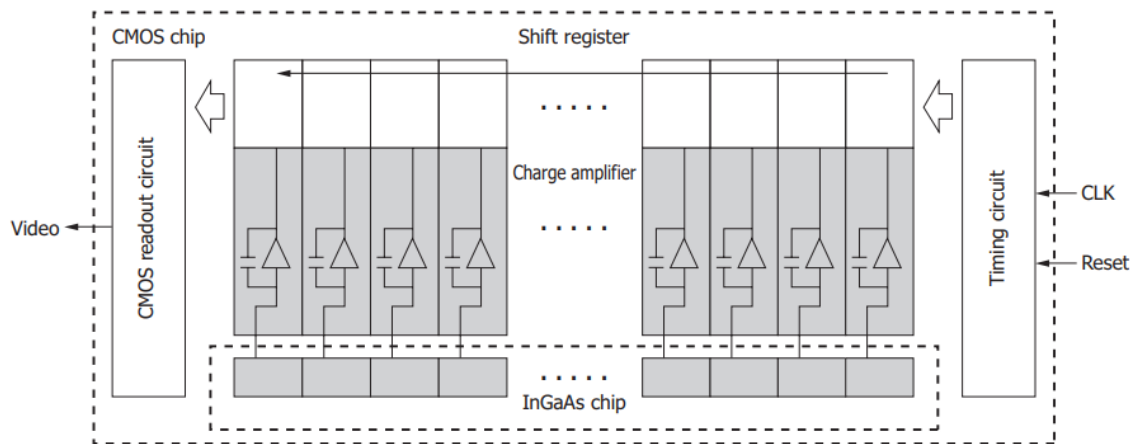 CMOS chip
Shift register
CMOS readout circuit
Charge amplifier
Timing circuit
Video
CLK
Reset
InGaAs chip